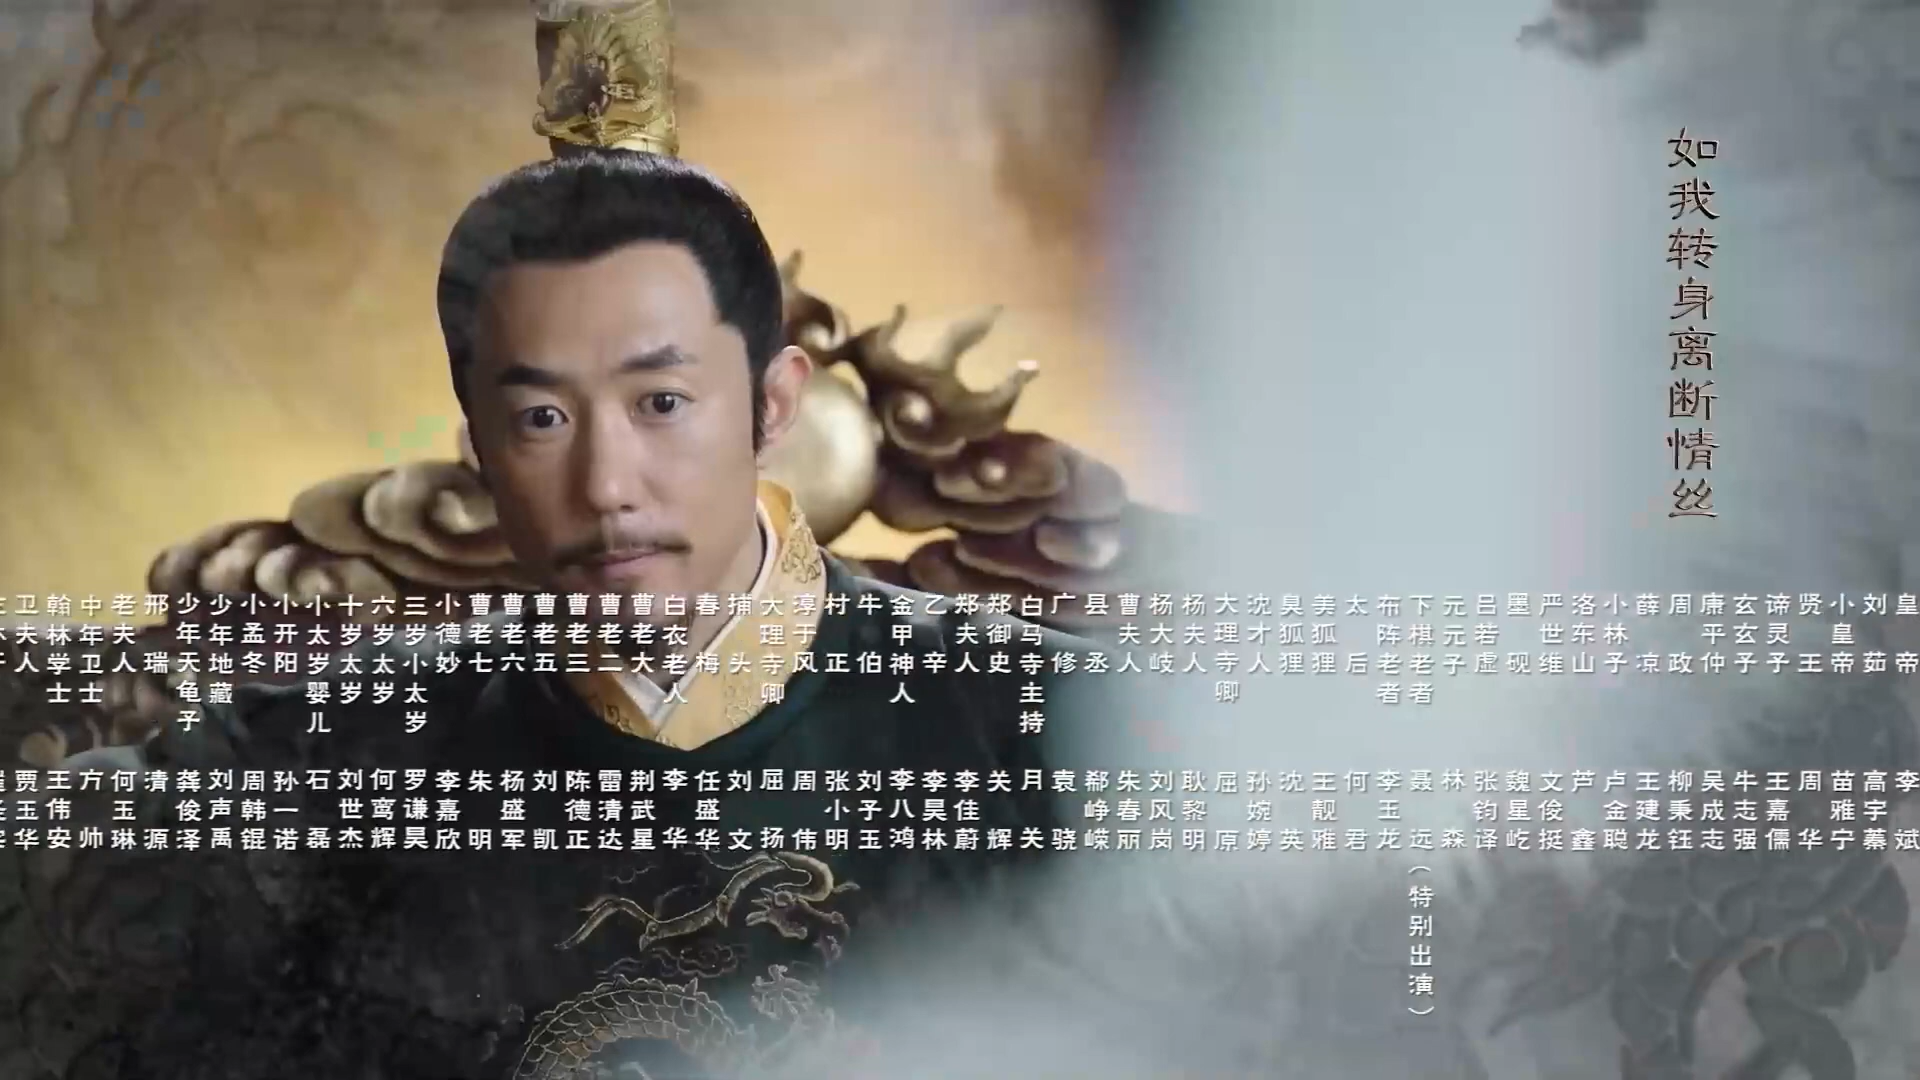 如我转身离断情丝
皇帝 李斌
刘茹 高宇蓁
小皇帝 苗雅宁
贤王 周华
谛灵子 王嘉儒
玄玄子 牛志强
康平仲 吴成志
周政 柳秉钰
薛凉 王建龙
小林子 卢金聪
洛东山 芦鑫
严世维 文俊挺
墨砚 魏星屹
吕若虚 张钧译
元元子 林森
下棋老者 聂远（特别出演）
布阵老者 李玉龙
太后 何君
美狐狸 王靓雅
臭狐狸 沈英
沈才人 孙婉婷
大理寺卿 屈原
杨夫人 耿黎明
杨大岐 刘风岗
曹夫人 朱春丽
县丞 郗峥嵘
广修 袁骁
白马寺主持 月关
郑御史 关辉
郑夫人 李佳蔚
乙辛 李昊林
金甲神人 李八鸿
牛伯 刘子玉
村正 张小明
淳于风 周伟
大理寺卿 屈扬
捕头 刘文
春梅 任盛华
白衣老人 李华
曹老大 荆武星
曹老二 雷清达
曹老三 陈德正
曹老五 刘凯
曹老六 杨盛军
曹老七 朱明
小德妙 李嘉欣
三岁小太岁 罗谦昊
六岁太岁 何鸾辉
十岁太岁 刘世杰
小太岁婴儿 石磊
小开阳 孙一诺
小孟冬 周韩锟
少年地藏 刘声禹
少年天龟子 龚俊泽
邢瑞 清源
老夫人 何玉琳
中年卫士 方帅
翰林学士 王伟安
卫夫人 贾玉华